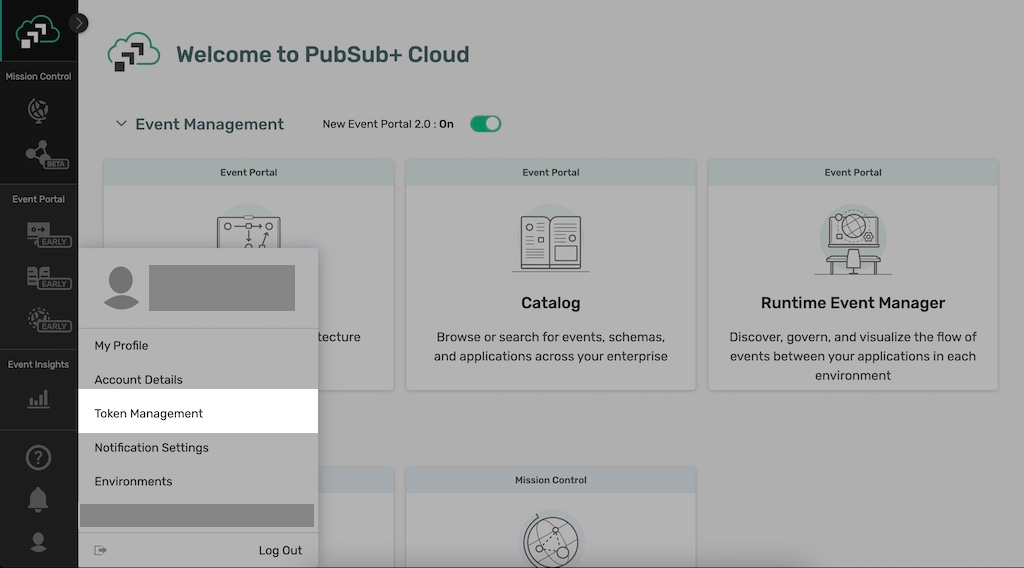 Welcome to PubSub+ Cloud
Mission Control
BETA
Event Portal
EARLY
EARLY
EARLY
Event Insights
?
Event Management
New Event Portal 2.0 : On
Event Portal
tecture
Event Portal
Catalog
Browse or search for events, schemas,
and applications across your enterprise
Event Portal
Runtime Event Manager
Discover, govern, and visualize the flow of
events between your applications in each
environment
My Profile
Account Details
Token Management
Notification Settings
Environments
Log Out
Mission Control